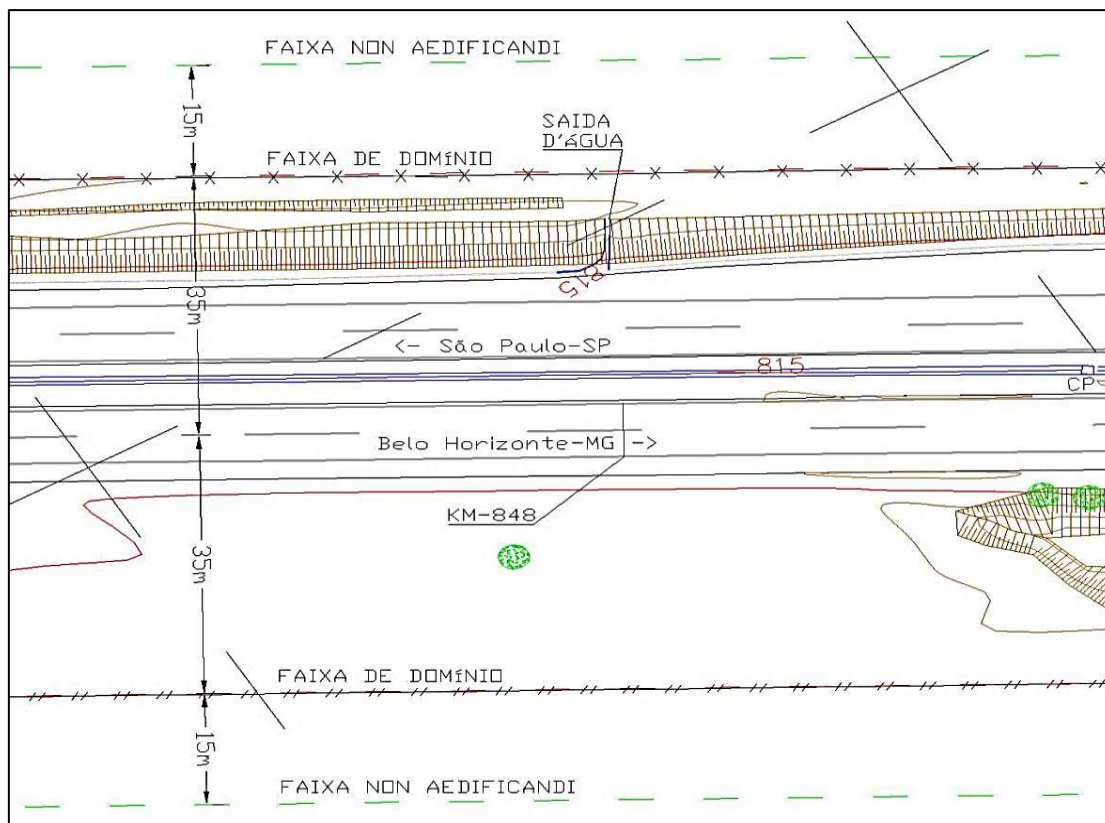 FAIXA NON AEDIFICANDI
15m
SAIDA
D'ÁGUA
FAIXA DE DOMÍNIO
815
35m
<- São Paulo-SP
815
CP
Belo Horizonte-MG ->
KM-848
35m
FAIXA DE DOMÍNIO
15m
FAIXA NON AEDIFICANDI